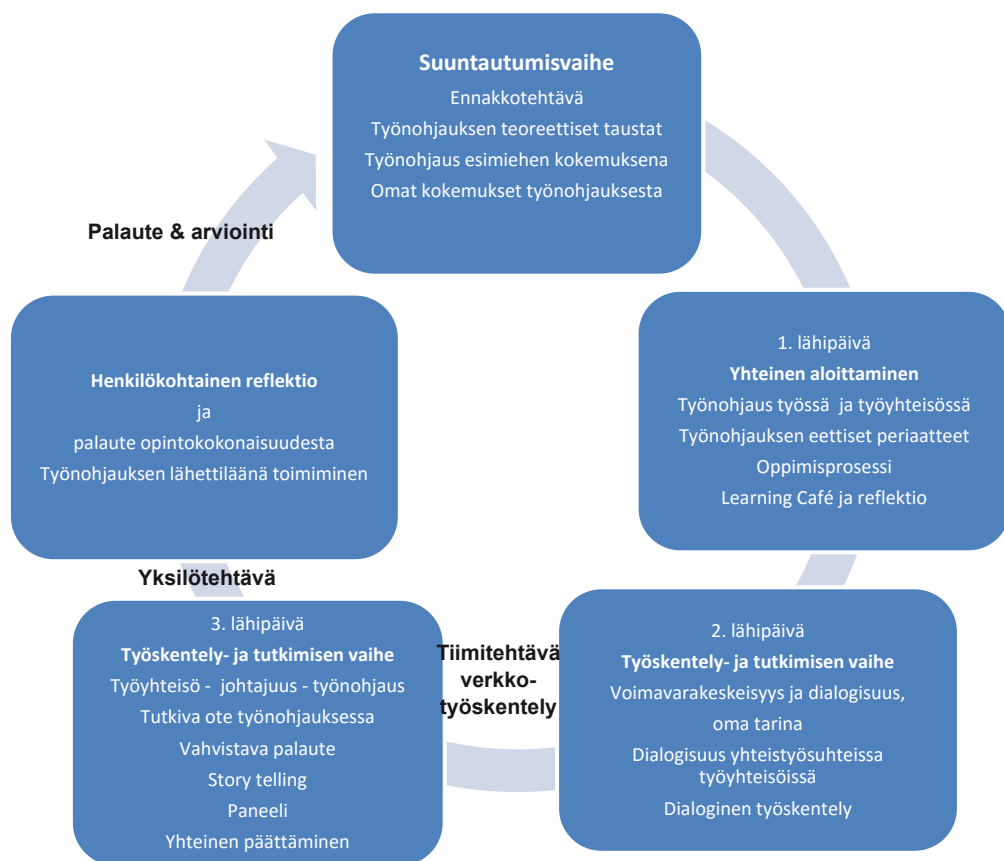 Suuntautumisvaihe
Ennakkotehtävä
Työnohjauksen teoreettiset taustat
Työnohjaus esimiehen kokemuksena
Omat kokemukset työnohjauksesta
1. lähipäivä
Yhteinen aloittaminen
Työnohjaus työssä ja työyhteisössä
Työnohjauksen eettiset periaatteet
Oppimisprosessi
Learning Café ja reflektio
2. lähipäivä
Työskentely- ja tutkimisen vaihe
Voimavarakeskeisyys ja dialogisuus,
oma tarina
Dialogisuus yhteistyösuhteissa
työyhteisöissä
Dialoginen työskentely
Tiimitehtävä
verkko-
työskentely
3. lähipäivä
Työskentely- ja tutkimisen vaihe
Työyhteisö - johtajuus - työnohjaus
Tutkiva ote työnohjauksessa
Vahvistava palaute
Story telling
Paneeli
Yhteinen päättäminen
Yksilötehtävä
Henkilökohtainen reflektio
ja
palaute opintokokonaisuudesta
Työnohjauksen lähettiläänä toimiminen
Palaute & arviointi